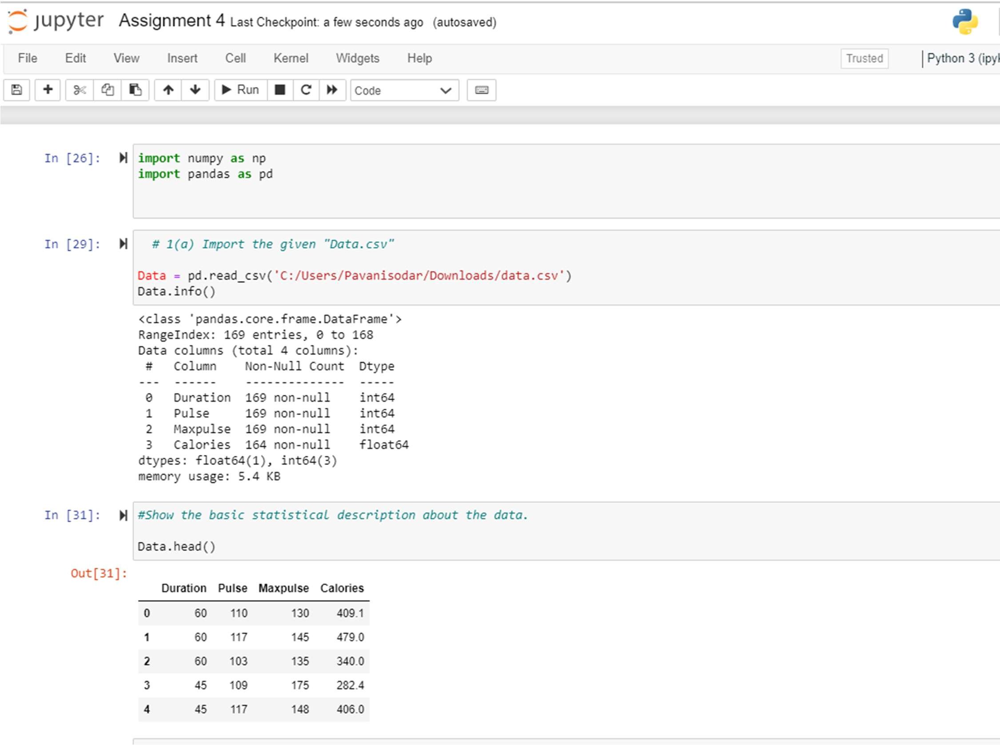 jupyter Assignment 4 Last Checkpoint: a few seconds ago (autosaved)
File Edit View Insert Cell Kernel Widgets Help Trusted Python 3 (ipyk
Run Code
In [26]: import numpy as np
import pandas as pd
In [29]: # 1(a) Import the given "Data.csv"
Data = pd.read_csv('C:/Users/Pavanisodar/Downloads/data.csv')
Data.info()
<class 'pandas.core.frame.DataFrame'>
RangeIndex: 169 entries, 0 to 168
Data columns (total 4 columns):
# Column Non-Null Count Dtype
--- ------ -------------- -----
0 Duration 169 non-null int64
1 Pulse 169 non-null int64
2 Maxpulse 169 non-null int64
3 Calories 164 non-null float64
dtypes: float64(1), int64(3)
memory usage: 5.4 KB
In [31]: #Show the basic statistical description about the data.
Data.head()
Out[31]:
Duration Pulse Maxpulse Calories
0 60 110 130 409.1
1 60 117 145 479.0
2 60 103 135 340.0
3 45 109 175 282.4
4 45 117 148 406.0